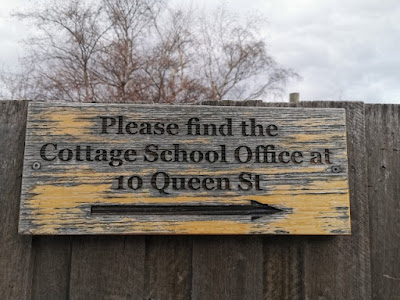 Please find the
Cottage School Office at
10 Queen St